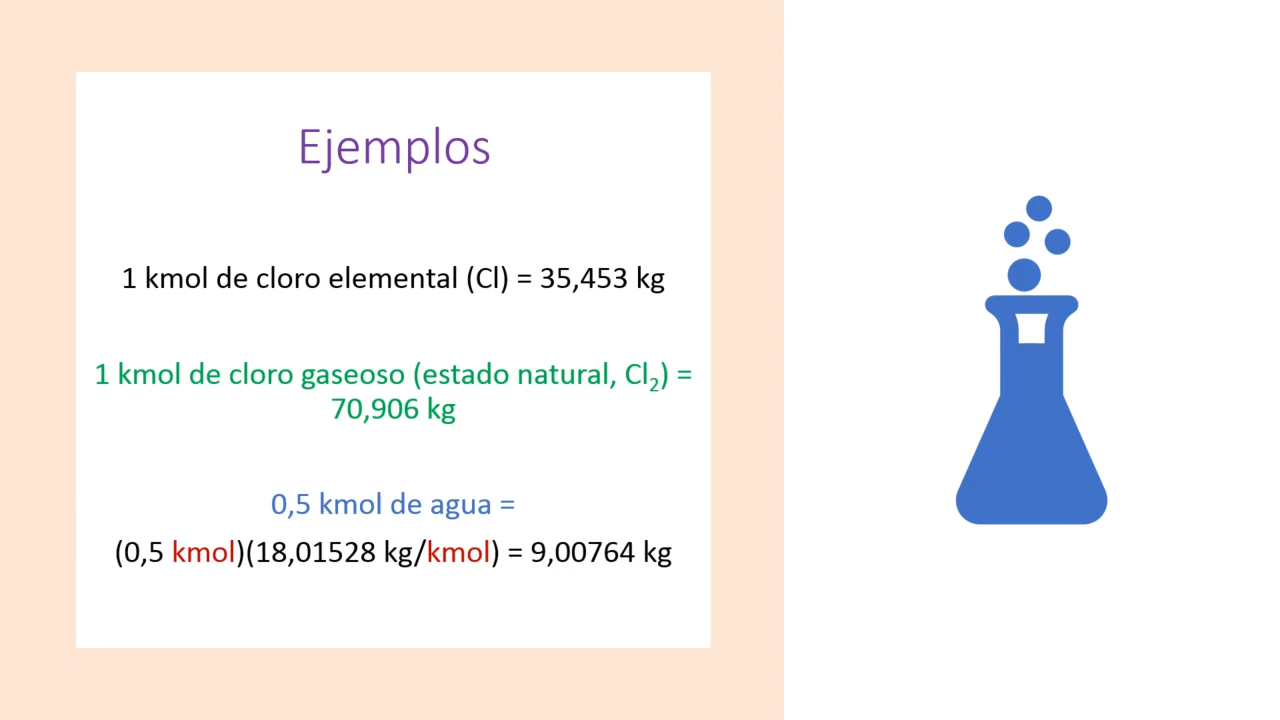 Ejemplos
1 kmol de cloro elemental (Cl) = 35,453 kg
1 kmol de cloro gaseoso (estado natural, Cl₂) =
70,906 kg
0,5 kmol de agua =
(0,5 kmol)(18,01528 kg/kmol) = 9,00764 kg